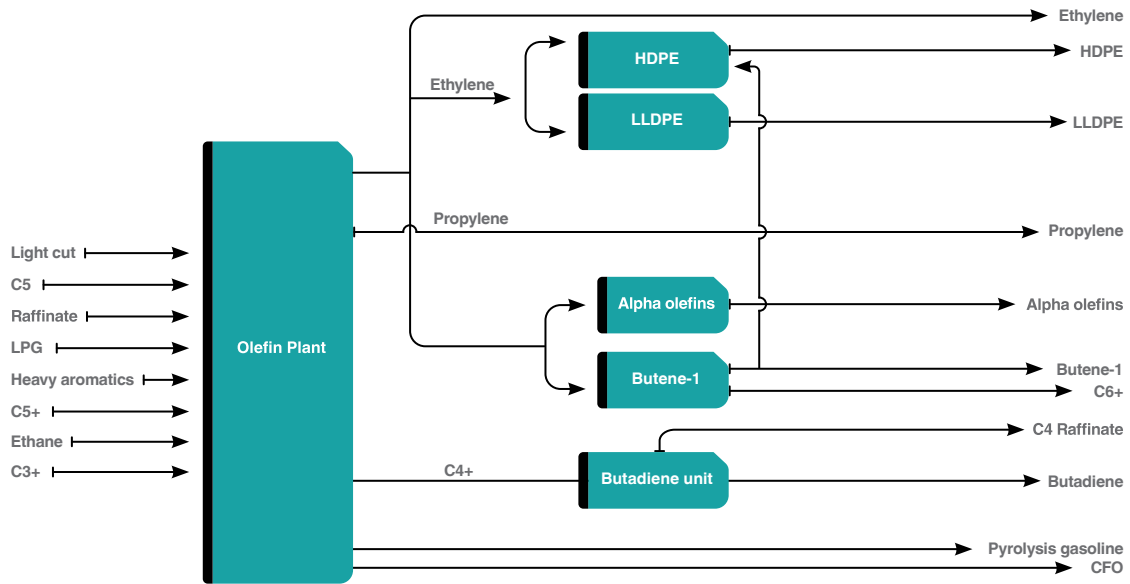 Ethylene
HDPE
HDPE
Ethylene
LLDPE
LLDPE
Propylene
Propylene
Light cut
C5
Raffinate
LPG
Heavy aromatics
C5+
Ethane
C3+
Olefin Plant
Alpha olefins
Alpha olefins
Butene-1
Butene-1
C6+
C4 Raffinate
C4+
Butadiene unit
Butadiene
Pyrolysis gasoline
CFO